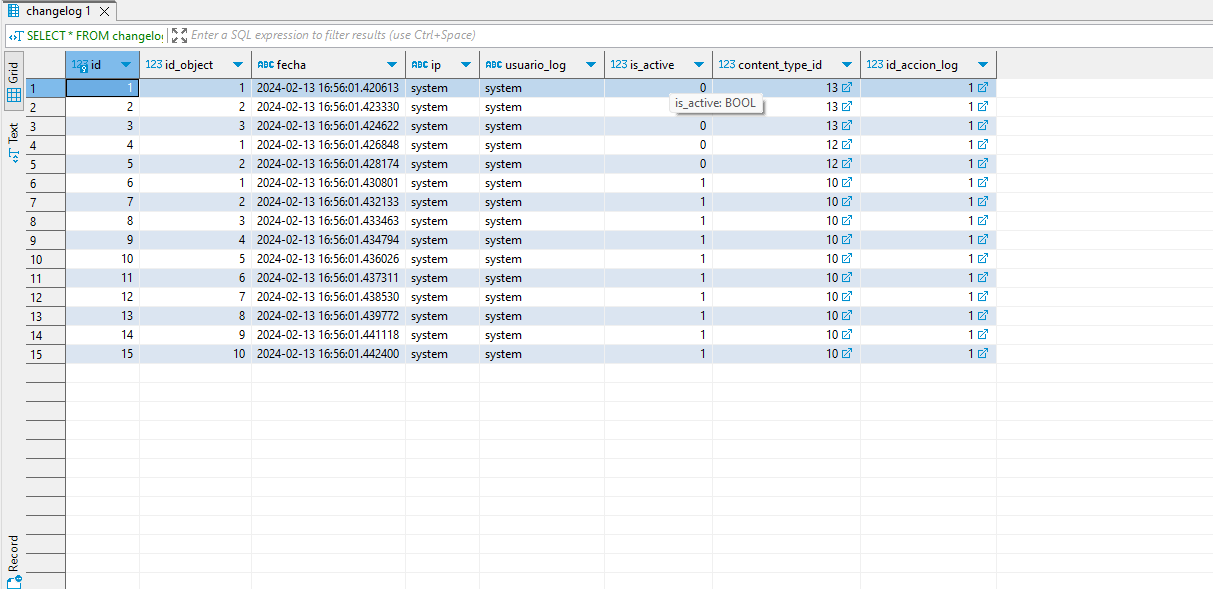 changelog 1
SELECT * FROM changelog Enter a SQL expression to filter results (use Ctrl+Space)
Grid
Text
Record
123 id 123 id_object ABC fecha ABC ip ABC usuario_log 123 is_active 123 content_type_id 123 id_accion_log
1 1 1 2024-02-13 16:56:01.420613 system system 0 13 1
is_active: BOOL
2 2 2 2024-02-13 16:56:01.423330 system system 13 1
3 3 3 2024-02-13 16:56:01.424622 system system 0 13 1
4 4 1 2024-02-13 16:56:01.426848 system system 0 12 1
5 5 2 2024-02-13 16:56:01.428174 system system 0 12 1
6 6 1 2024-02-13 16:56:01.430801 system system 1 10 1
7 7 2 2024-02-13 16:56:01.432133 system system 1 10 1
8 8 3 2024-02-13 16:56:01.433463 system system 1 10 1
9 9 4 2024-02-13 16:56:01.434794 system system 1 10 1
10 10 5 2024-02-13 16:56:01.436026 system system 1 10 1
11 11 6 2024-02-13 16:56:01.437311 system system 1 10 1
12 12 7 2024-02-13 16:56:01.438530 system system 1 10 1
13 13 8 2024-02-13 16:56:01.439772 system system 1 10 1
14 14 9 2024-02-13 16:56:01.441118 system system 1 10 1
15 15 10 2024-02-13 16:56:01.442400 system system 1 10 1